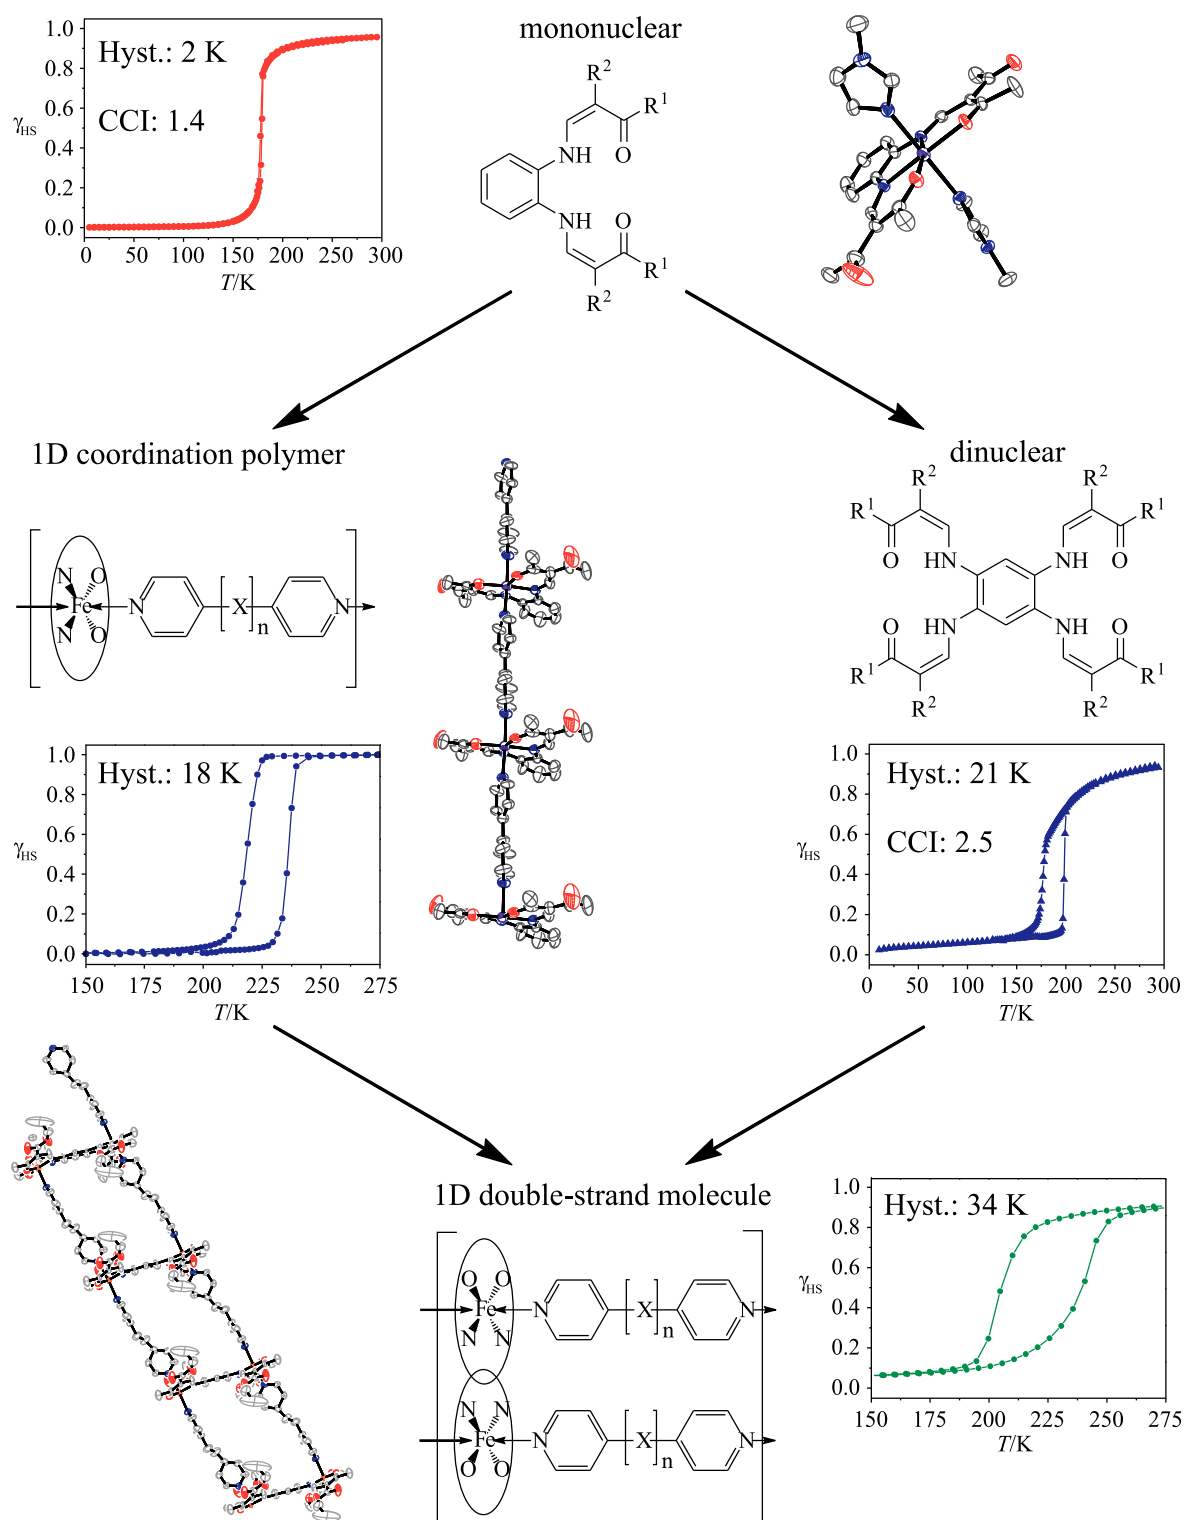 mononuclear
1.0
0.8
0.6
0.4
0.2
0.0
γHS
Hyst.: 2 K
CCI: 1.4
0 50 100 150 200 250 300
T/K
R²
R¹
NH O
NH O
R¹
R²
1D coordination polymer
N O
Fe
N O
N [X]n N
1.0
0.8
0.6
0.4
0.2
0.0
γHS
Hyst.: 18 K
150 175 200 225 250 275
T/K
dinuclear
R² R²
R¹ R¹
O HN NH O
O HN NH O
R¹ R¹
R² R²
1.0
0.8
0.6
0.4
0.2
0.0
γHS
Hyst.: 21 K
CCI: 2.5
0 50 100 150 200 250 300
T/K
1D double-strand molecule
O O
Fe
N N
N [X]n N
N N
Fe
O O
N [X]n N
1.0
0.8
0.6
0.4
0.2
0.0
γHS
Hyst.: 34 K
150 175 200 225 250 275
T/K